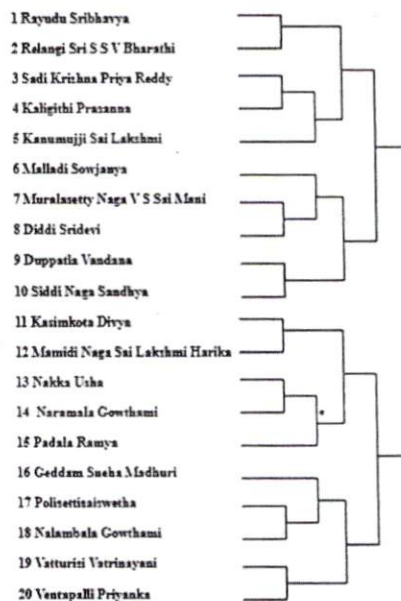 1 Rayudu Sribhavya
2 Relangi Sri S S V Bharathi
3 Sadi Krishna Priya Reddy
4 Kaligithi Prasanna
5 Kanumujji Sai Lakshmi
6 Malladi Sowjanya
7 Muralasetty Naga V S Sai Mani
8 Diddi Sridevi
9 Duppatla Vandana
10 Siddi Naga Sandhya
11 Kasimkota Divya
12 Mamidi Naga Sai Lakshmi Harika
13 Nakka Usha
14 Naramala Gowthami
15 Padala Ramya
16 Geddam Sneha Madhuri
17 Polisettisaiswetha
18 Nalambala Gowthami
19 Vatturisi Vatrinayani
20 Ventapalli Priyanka